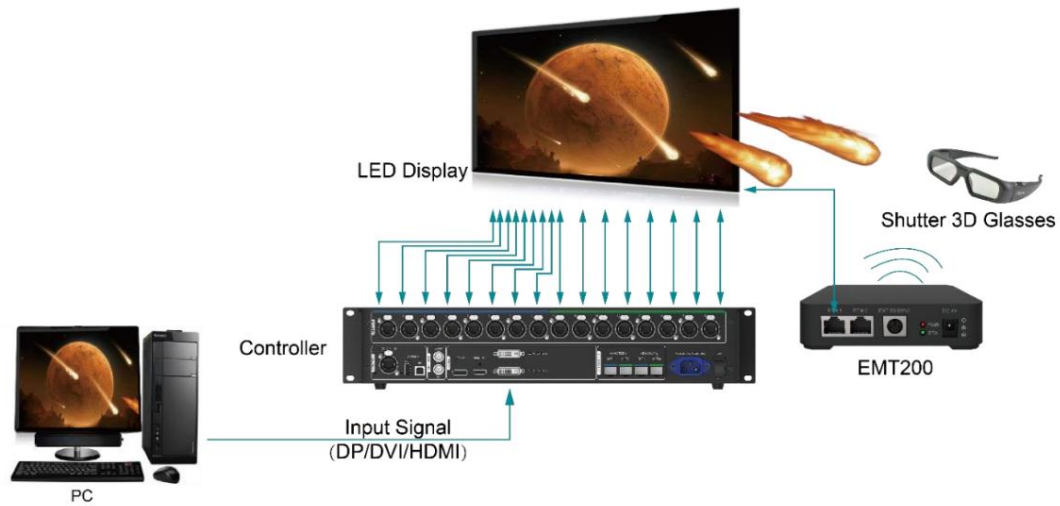 LED Display
Shutter 3D Glasses
Controller
EMT200
Input Signal
(DP/DVI/HDMI)
PC